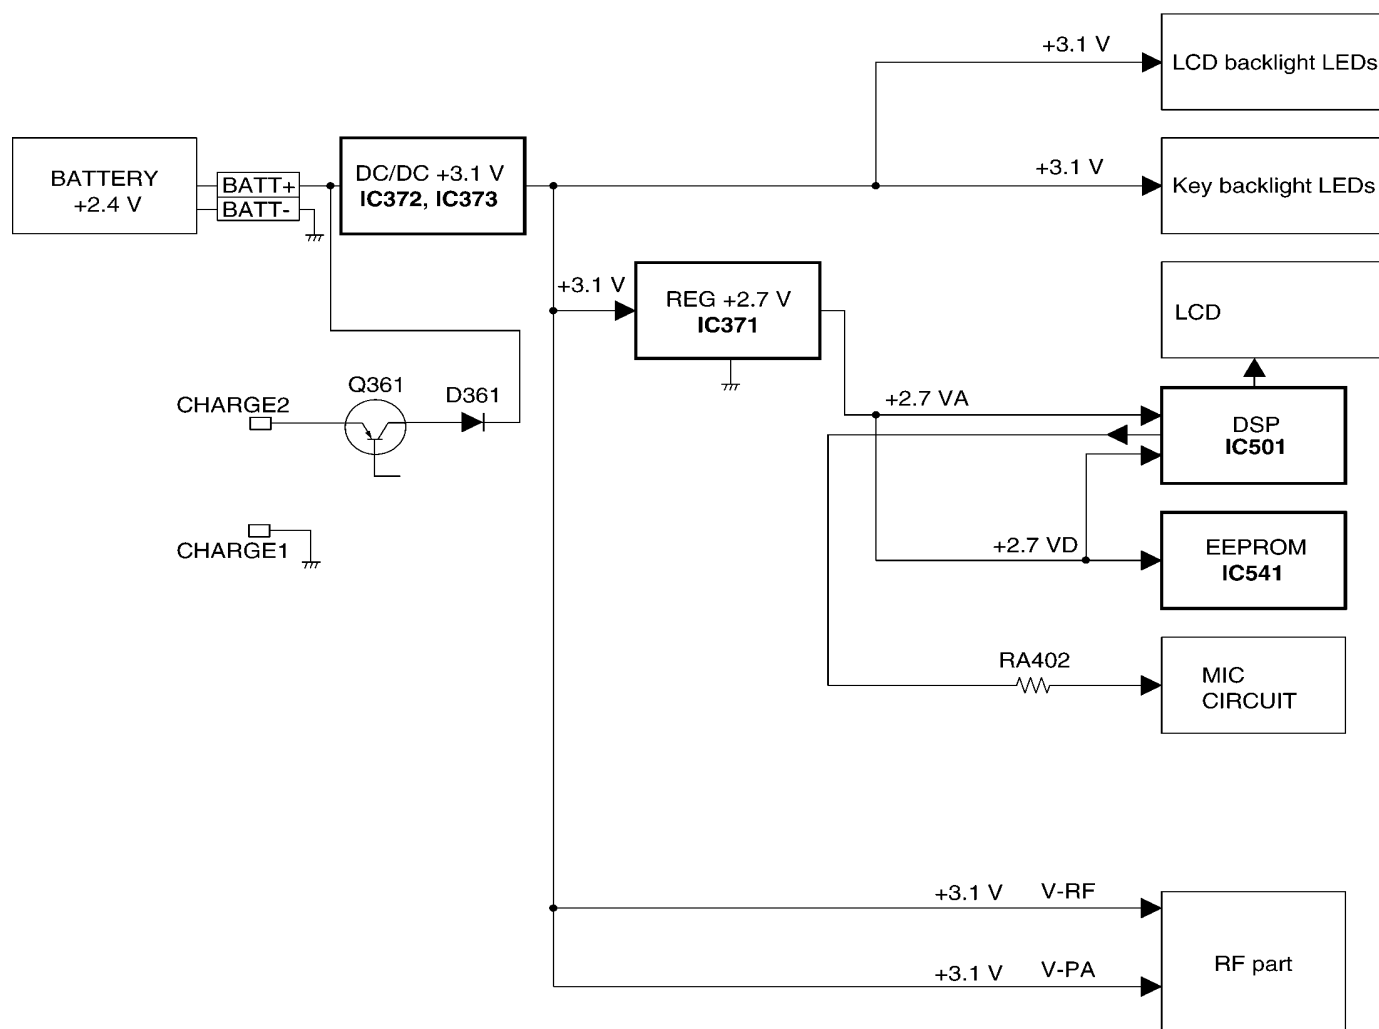 +3.1 V
LCD backlight LEDs
BATTERY
+2.4 V
BATT+
BATT-
DC/DC +3.1 V
IC372, IC373
+3.1 V
Key backlight LEDs
+3.1 V
REG +2.7 V
IC371
LCD
Q361
D361
CHARGE2
+2.7 VA
DSP
IC501
CHARGE1
+2.7 VD
EEPROM
IC541
RA402
MIC
CIRCUIT
+3.1 V V-RF
+3.1 V V-PA
RF part